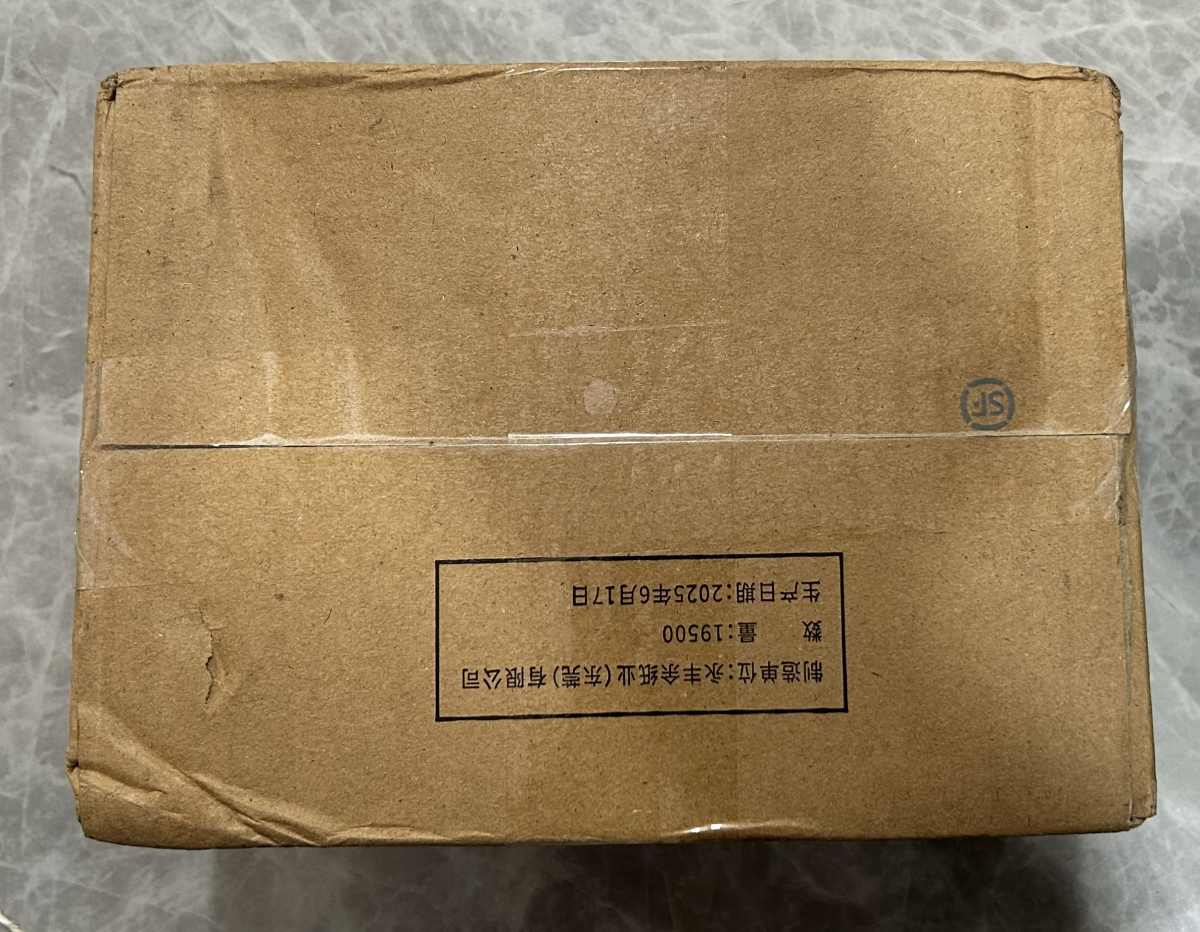 制造单位:永丰余纸业(东莞)有限公司
数 量:19500
生产日期:2025年6月17日
SF